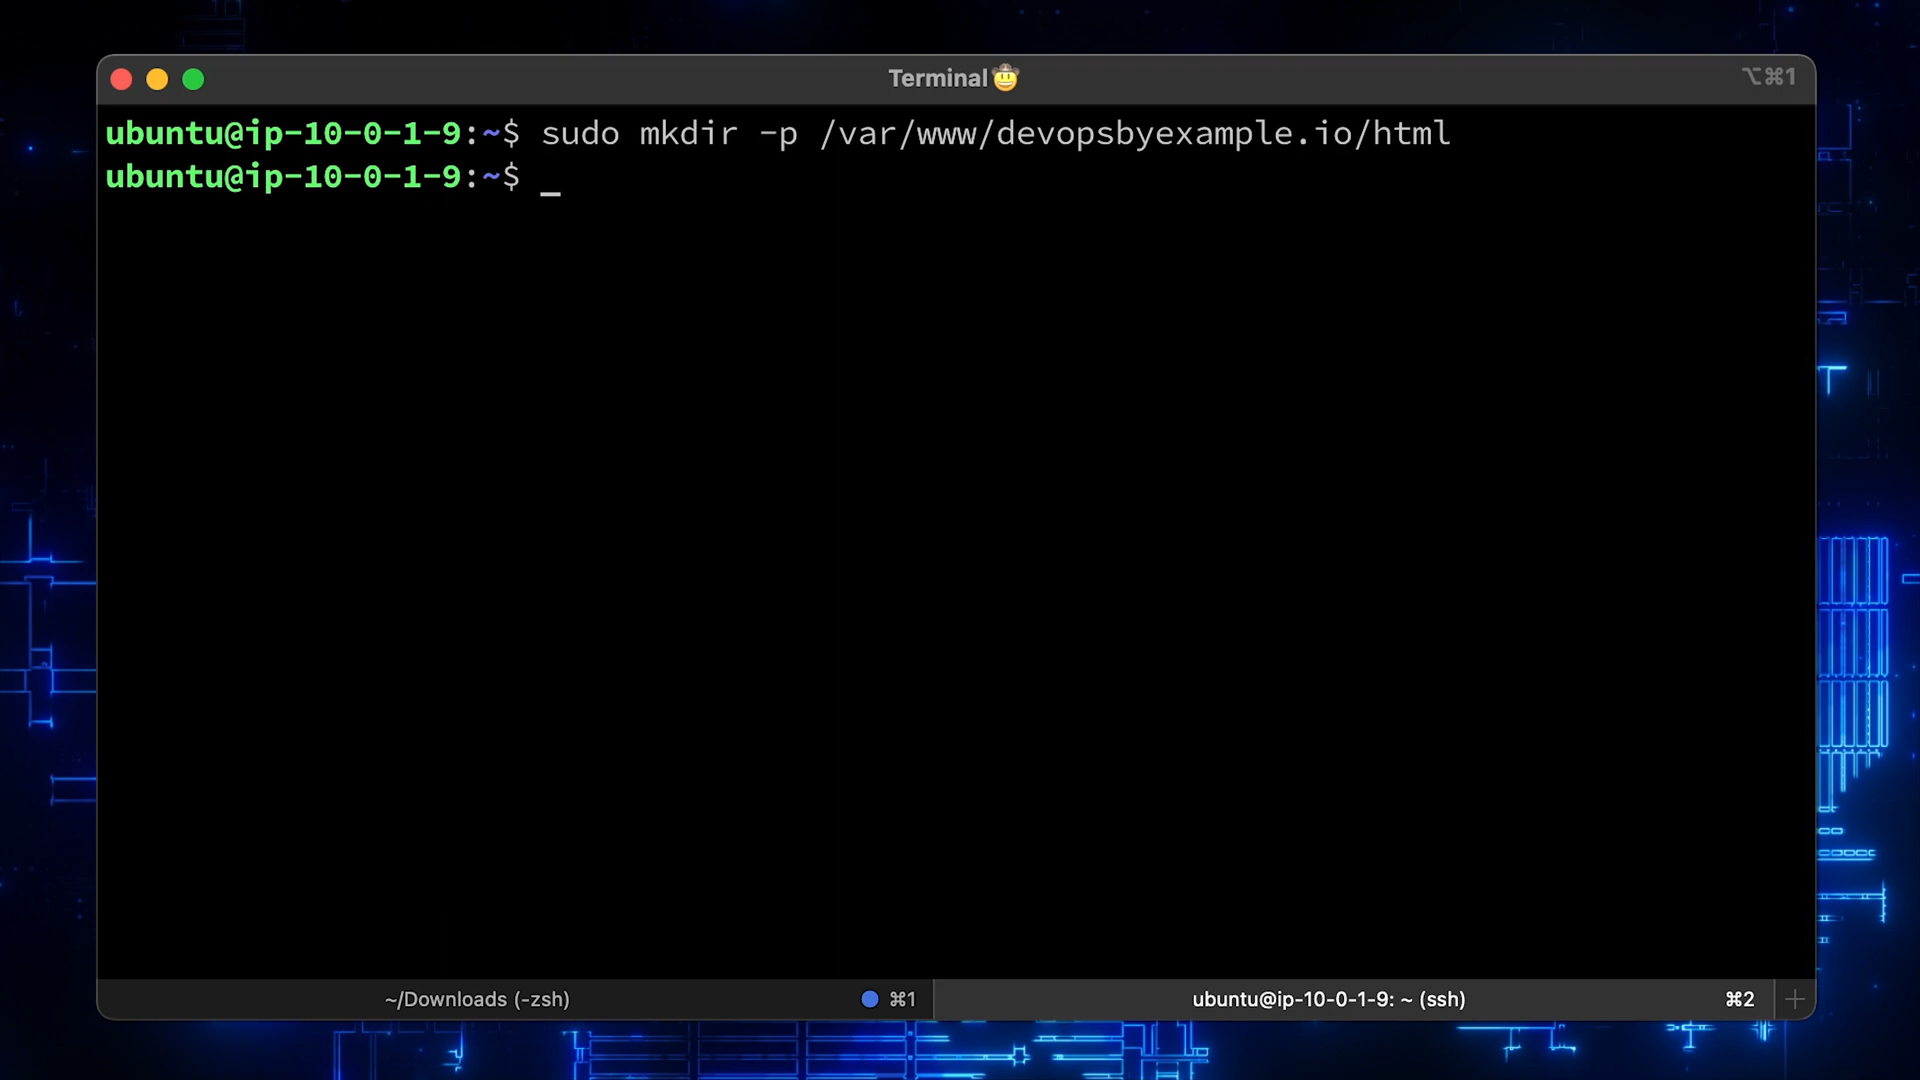 Terminal🤠
⌥⌘1
ubuntu@ip-10-0-1-9:~$ sudo mkdir -p /var/www/devopsbyexample.io/html
ubuntu@ip-10-0-1-9:~$ _
~/Downloads (-zsh)
⌘1
ubuntu@ip-10-0-1-9: ~ (ssh)
⌘2
+